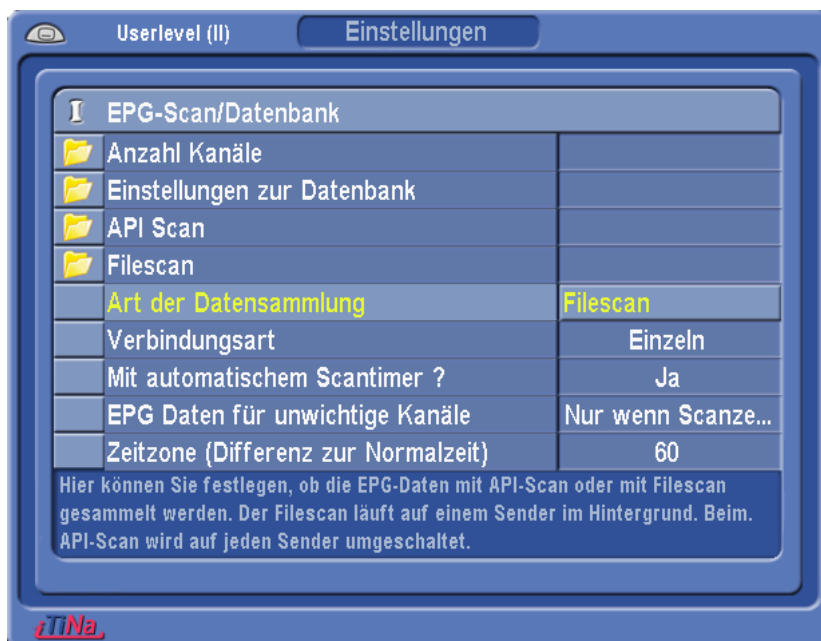 Userlevel (II)
Einstellungen
EPG-Scan/Datenbank
Anzahl Kanäle
Einstellungen zur Datenbank
API Scan
Filescan
Art der Datensammlung Filescan
Verbindungsart Einzeln
Mit automatischem Scantimer ? Ja
EPG Daten für unwichtige Kanäle Nur wenn Scanze...
Zeitzone (Differenz zur Normalzeit) 60
Hier können Sie festlegen, ob die EPG-Daten mit API-Scan oder mit Filescan
gesammelt werden. Der Filescan läuft auf einem Sender im Hintergrund. Beim.
API-Scan wird auf jeden Sender umgeschaltet.
iTiNa